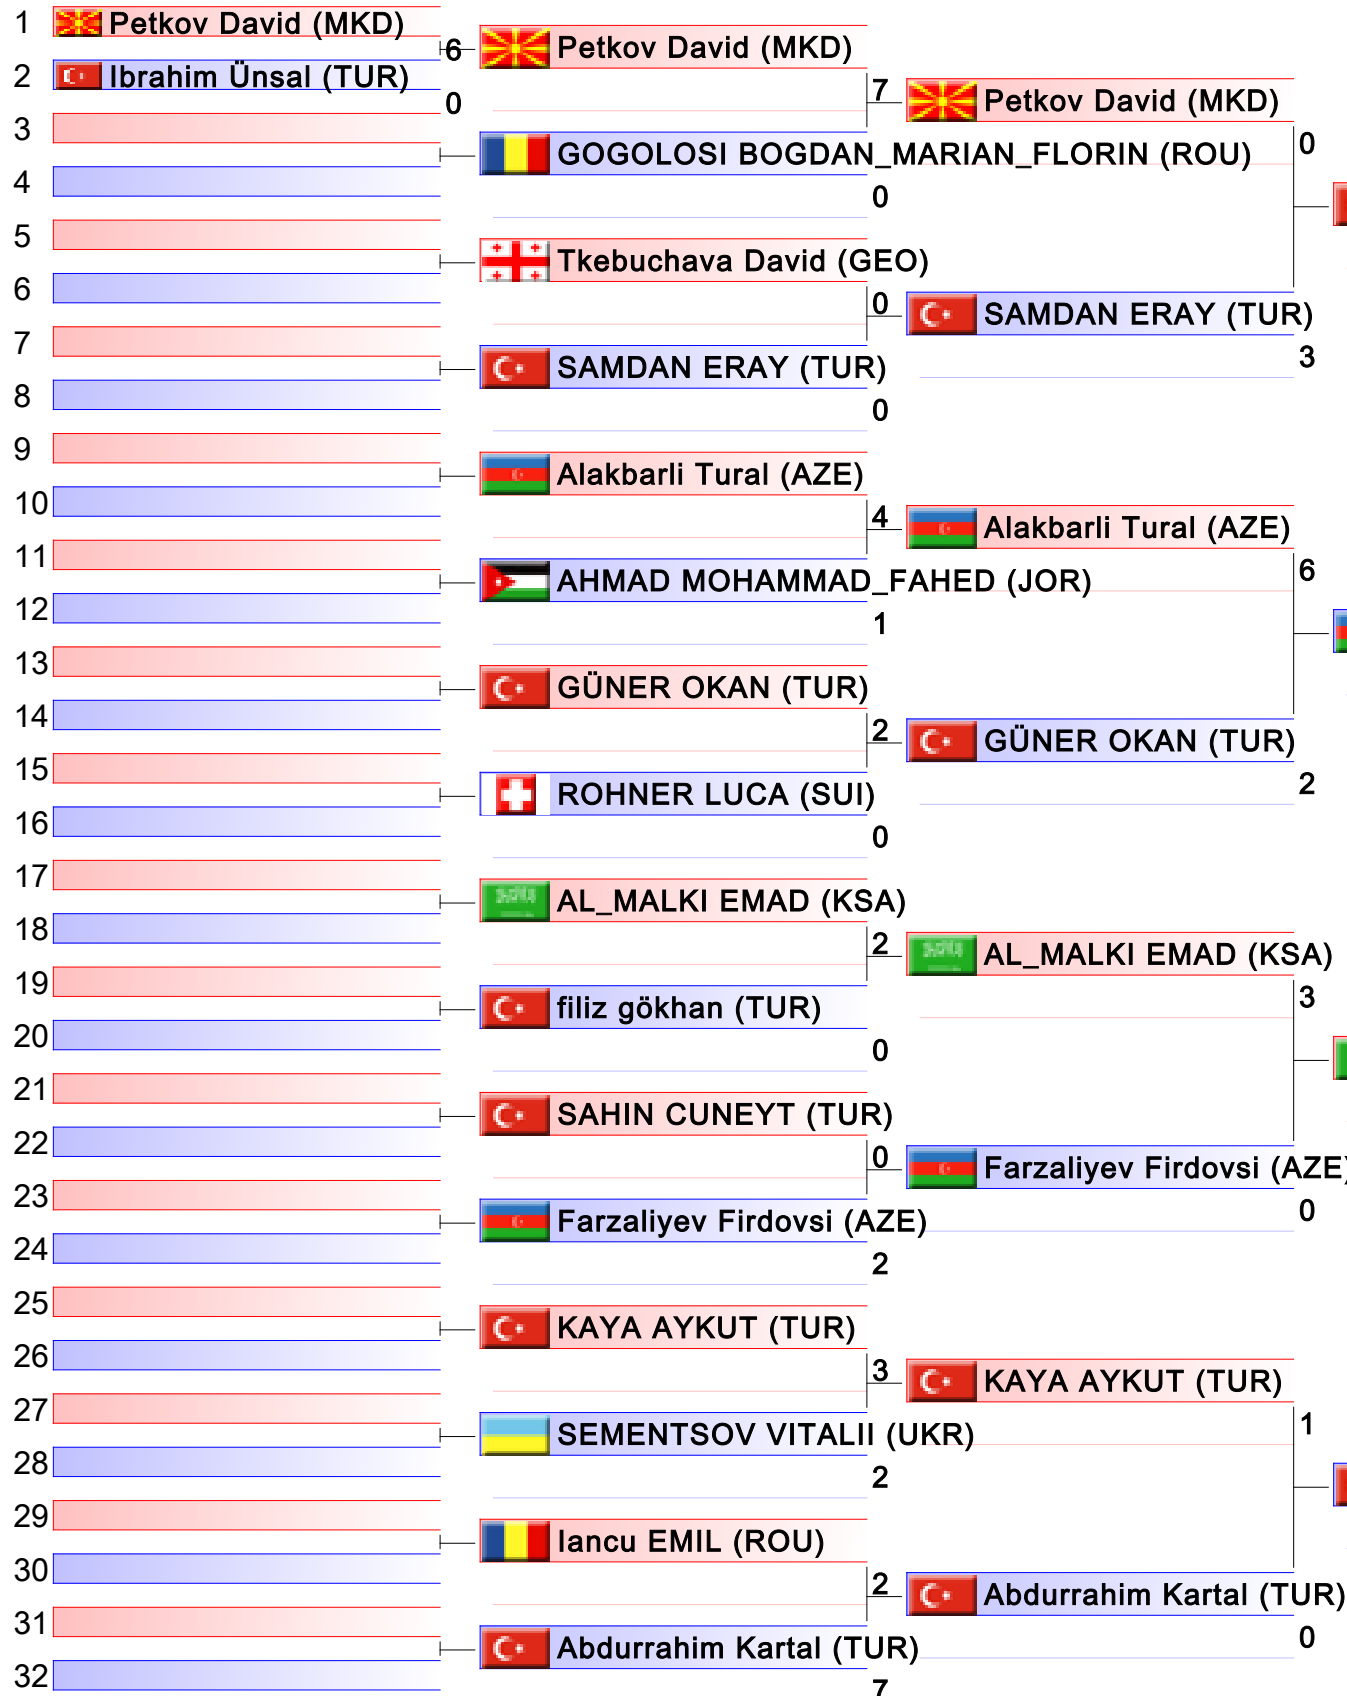 1 Petkov David (MKD)
6 Petkov David (MKD)
2 Ibrahim Ünsal (TUR)
0
7 Petkov David (MKD)
3
GOGOLOSI BOGDAN_MARIAN_FLORIN (ROU)
0
4
0
5
Tkebuchava David (GEO)
6
0 SAMDAN ERAY (TUR)
7
SAMDAN ERAY (TUR)
3
8
0
9
Alakbarli Tural (AZE)
10
4 Alakbarli Tural (AZE)
11
AHMAD MOHAMMAD_FAHED (JOR)
6
12
1
13
GÜNER OKAN (TUR)
14
2 GÜNER OKAN (TUR)
15
ROHNER LUCA (SUI)
2
16
0
17
AL_MALKI EMAD (KSA)
18
2 AL_MALKI EMAD (KSA)
19
filiz gökhan (TUR)
3
20
0
21
SAHIN CUNEYT (TUR)
22
0 Farzaliyev Firdovsi (AZE)
23
Farzaliyev Firdovsi (AZE)
0
24
2
25
KAYA AYKUT (TUR)
26
3 KAYA AYKUT (TUR)
27
SEMENTSOV VITALII (UKR)
1
28
2
29
Iancu EMIL (ROU)
30
2 Abdurrahim Kartal (TUR)
31
Abdurrahim Kartal (TUR)
0
32
7